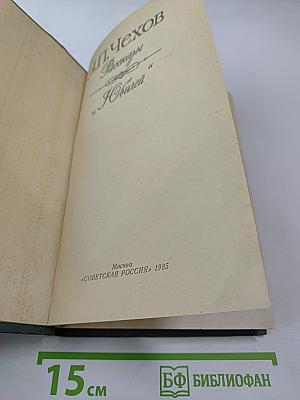 А.П. ЧЕХОВ
Рассказы
„Юбилей“
Москва
«СОВЕТСКАЯ РОССИЯ» 1985
15 см
БФ БИБЛИОФАН